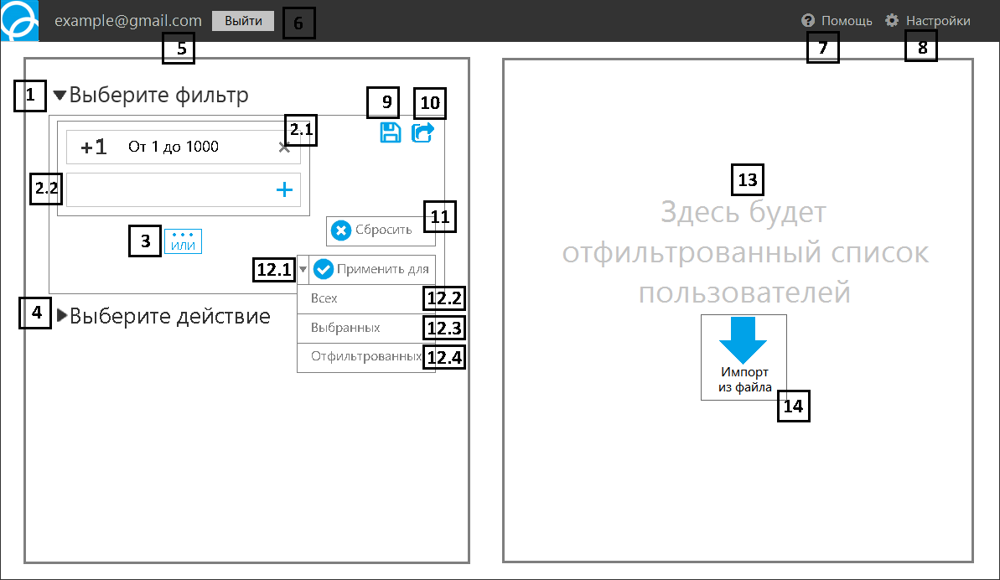 example@gmail.com Выйти 6 Помощь Настройки
5 7 8
1 Выберите фильтр
9 10
2.1
+1 От 1 до 1000 ×
2.2 +
11
Сбросить
3 ИЛИ
12.1 Применить для
Всех 12.2
4 Выберите действие
Выбранных 12.3
Отфильтрованных 12.4
13
Здесь будет
отфильтрованный список
пользователей
Импорт
из файла
14